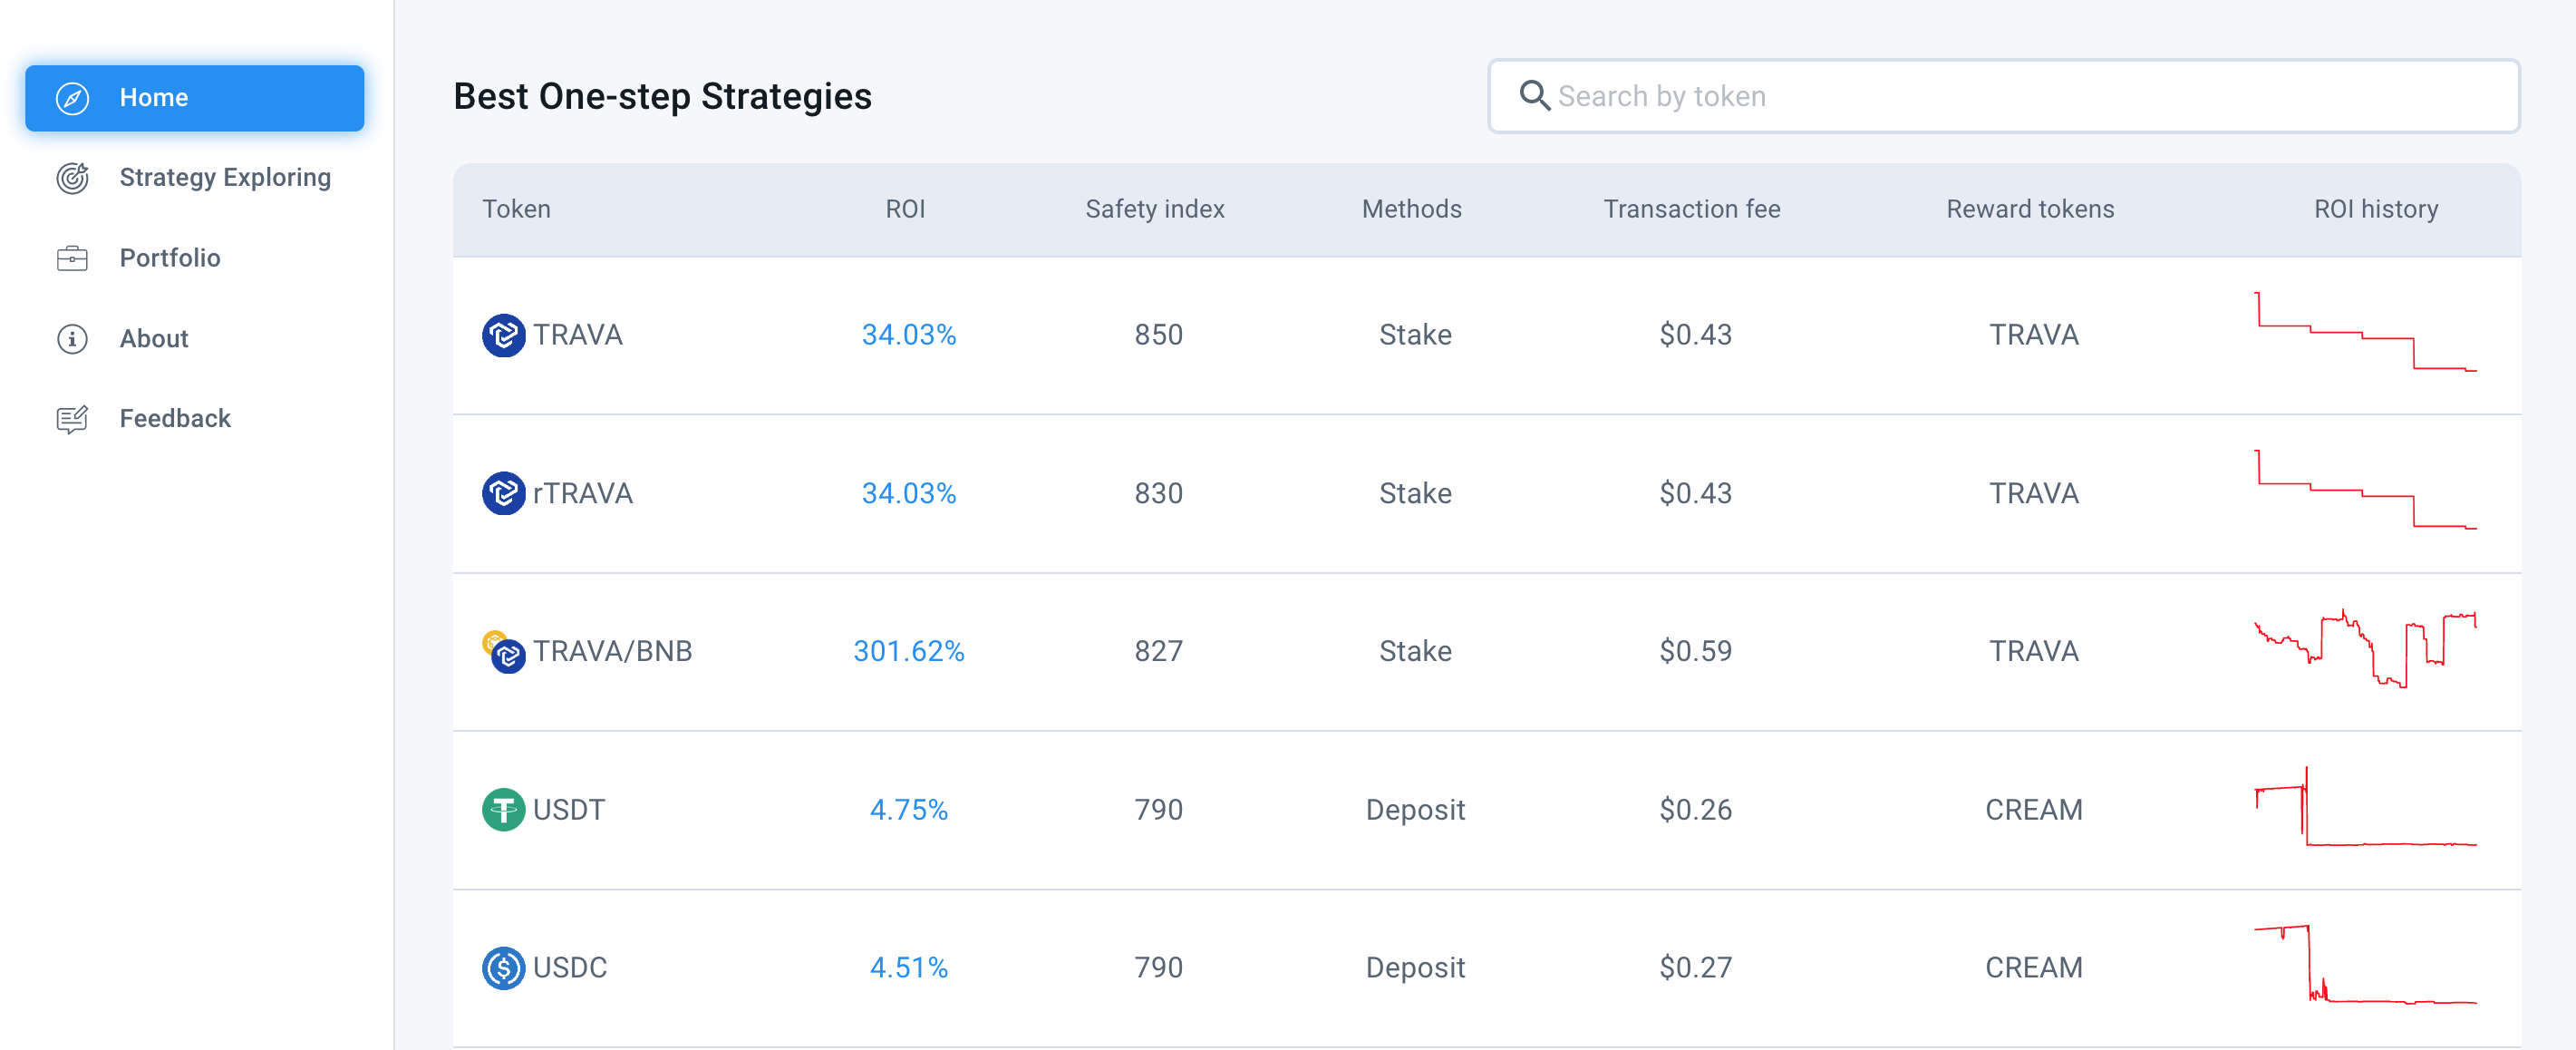 Home
Strategy Exploring
Portfolio
About
Feedback
Best One-step Strategies
Search by token
Token ROI Safety index Methods Transaction fee Reward tokens ROI history
TRAVA 34.03% 850 Stake $0.43 TRAVA
rTRAVA 34.03% 830 Stake $0.43 TRAVA
TRAVA/BNB 301.62% 827 Stake $0.59 TRAVA
USDT 4.75% 790 Deposit $0.26 CREAM
USDC 4.51% 790 Deposit $0.27 CREAM